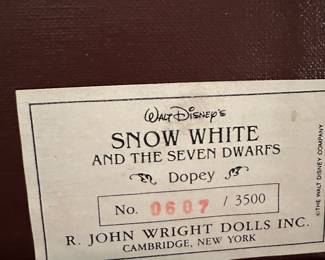 Walt Disney's
SNOW WHITE
AND THE SEVEN DWARFS
Dopey
No. 0607 / 3500
R. JOHN WRIGHT DOLLS INC.
CAMBRIDGE, NEW YORK
©THE WALT DISNEY COMPANY